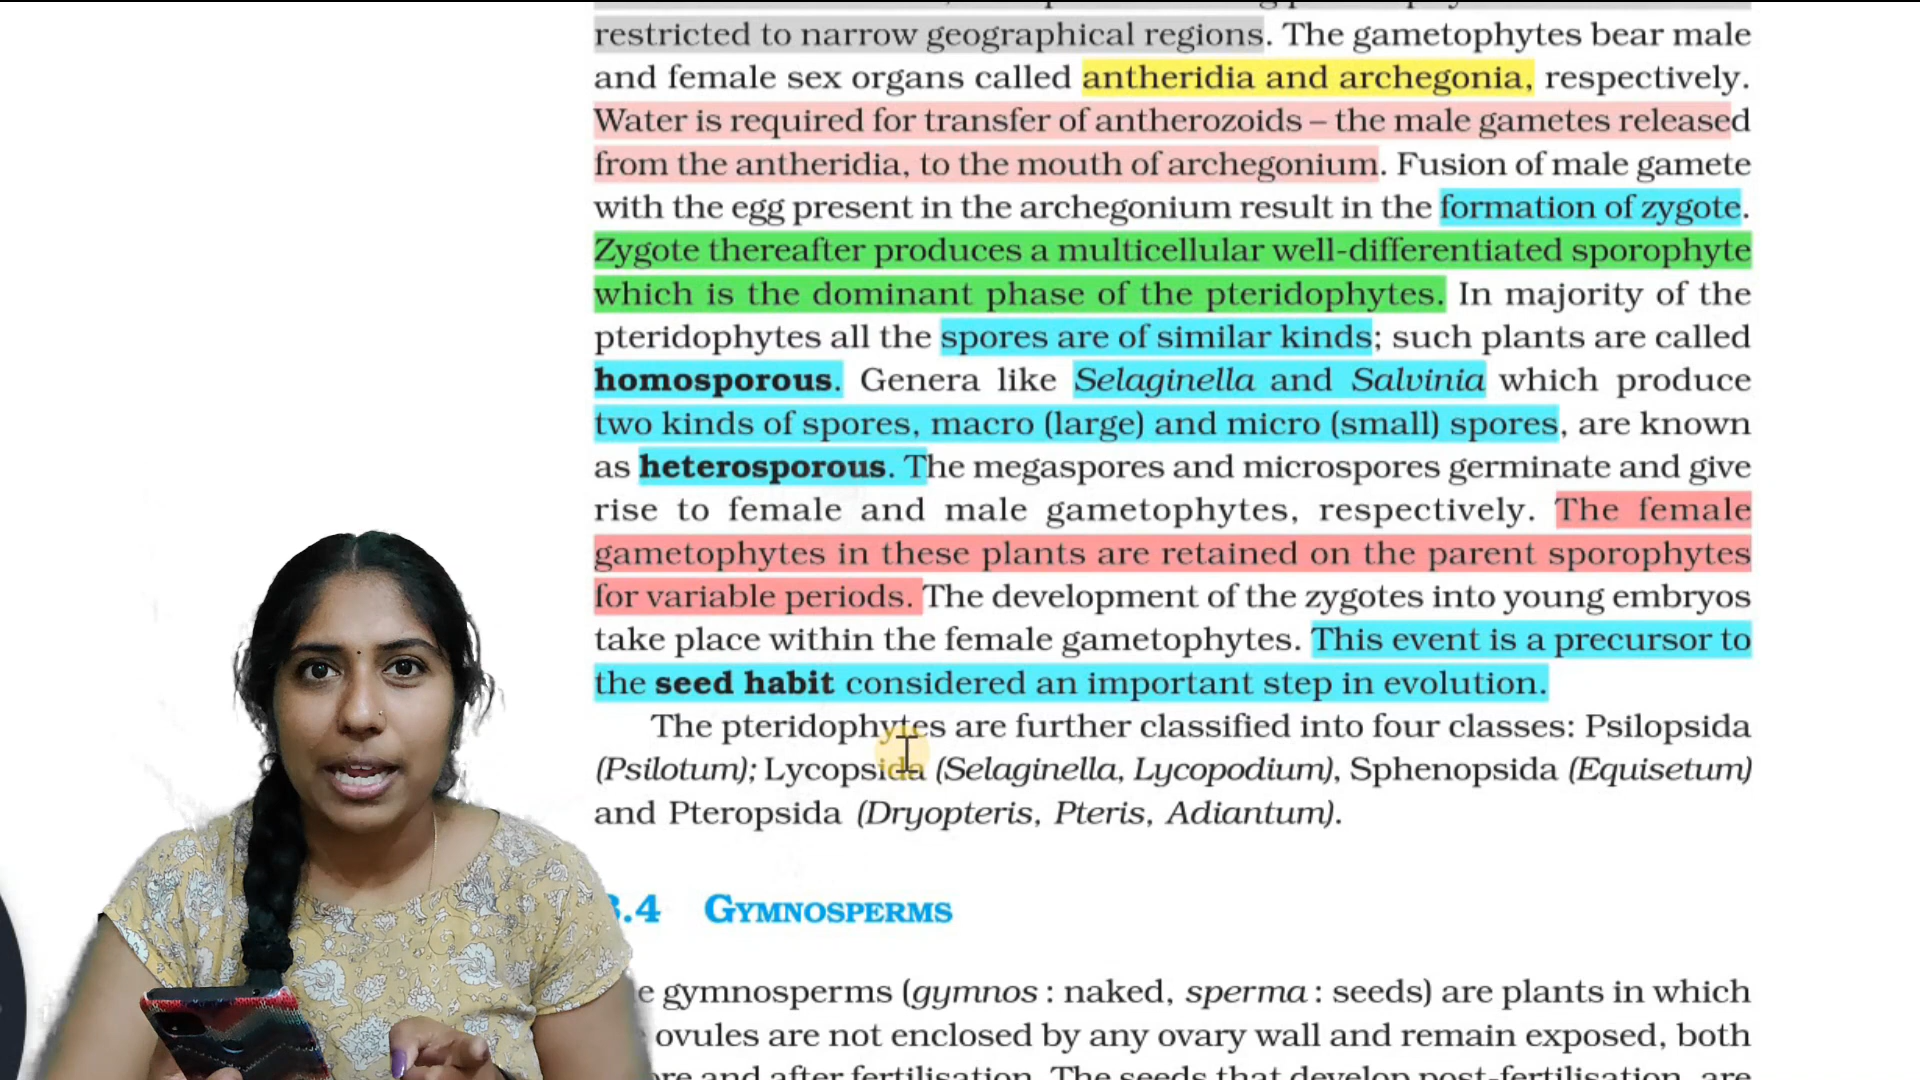 restricted to narrow geographical regions. The gametophytes bear male
and female sex organs called antheridia and archegonia, respectively.
Water is required for transfer of antherozoids – the male gametes released
from the antheridia, to the mouth of archegonium. Fusion of male gamete
with the egg present in the archegonium result in the formation of zygote.
Zygote thereafter produces a multicellular well-differentiated sporophyte
which is the dominant phase of the pteridophytes. In majority of the
pteridophytes all the spores are of similar kinds; such plants are called
homosporous. Genera like Selaginella and Salvinia which produce
two kinds of spores, macro (large) and micro (small) spores, are known
as heterosporous. The megaspores and microspores germinate and give
rise to female and male gametophytes, respectively. The female
gametophytes in these plants are retained on the parent sporophytes
for variable periods. The development of the zygotes into young embryos
take place within the female gametophytes. This event is a precursor to
the seed habit considered an important step in evolution.
The pteridophytes are further classified into four classes: Psilopsida
(Psilotum); Lycopsida (Selaginella, Lycopodium), Sphenopsida (Equisetum)
and Pteropsida (Dryopteris, Pteris, Adiantum).
.4 GYMNOSPERMS
gymnosperms (gymnos : naked, sperma : seeds) are plants in which
ovules are not enclosed by any ovary wall and remain exposed, both
and after fertilisation. The seeds that develop post-fertilisation, are